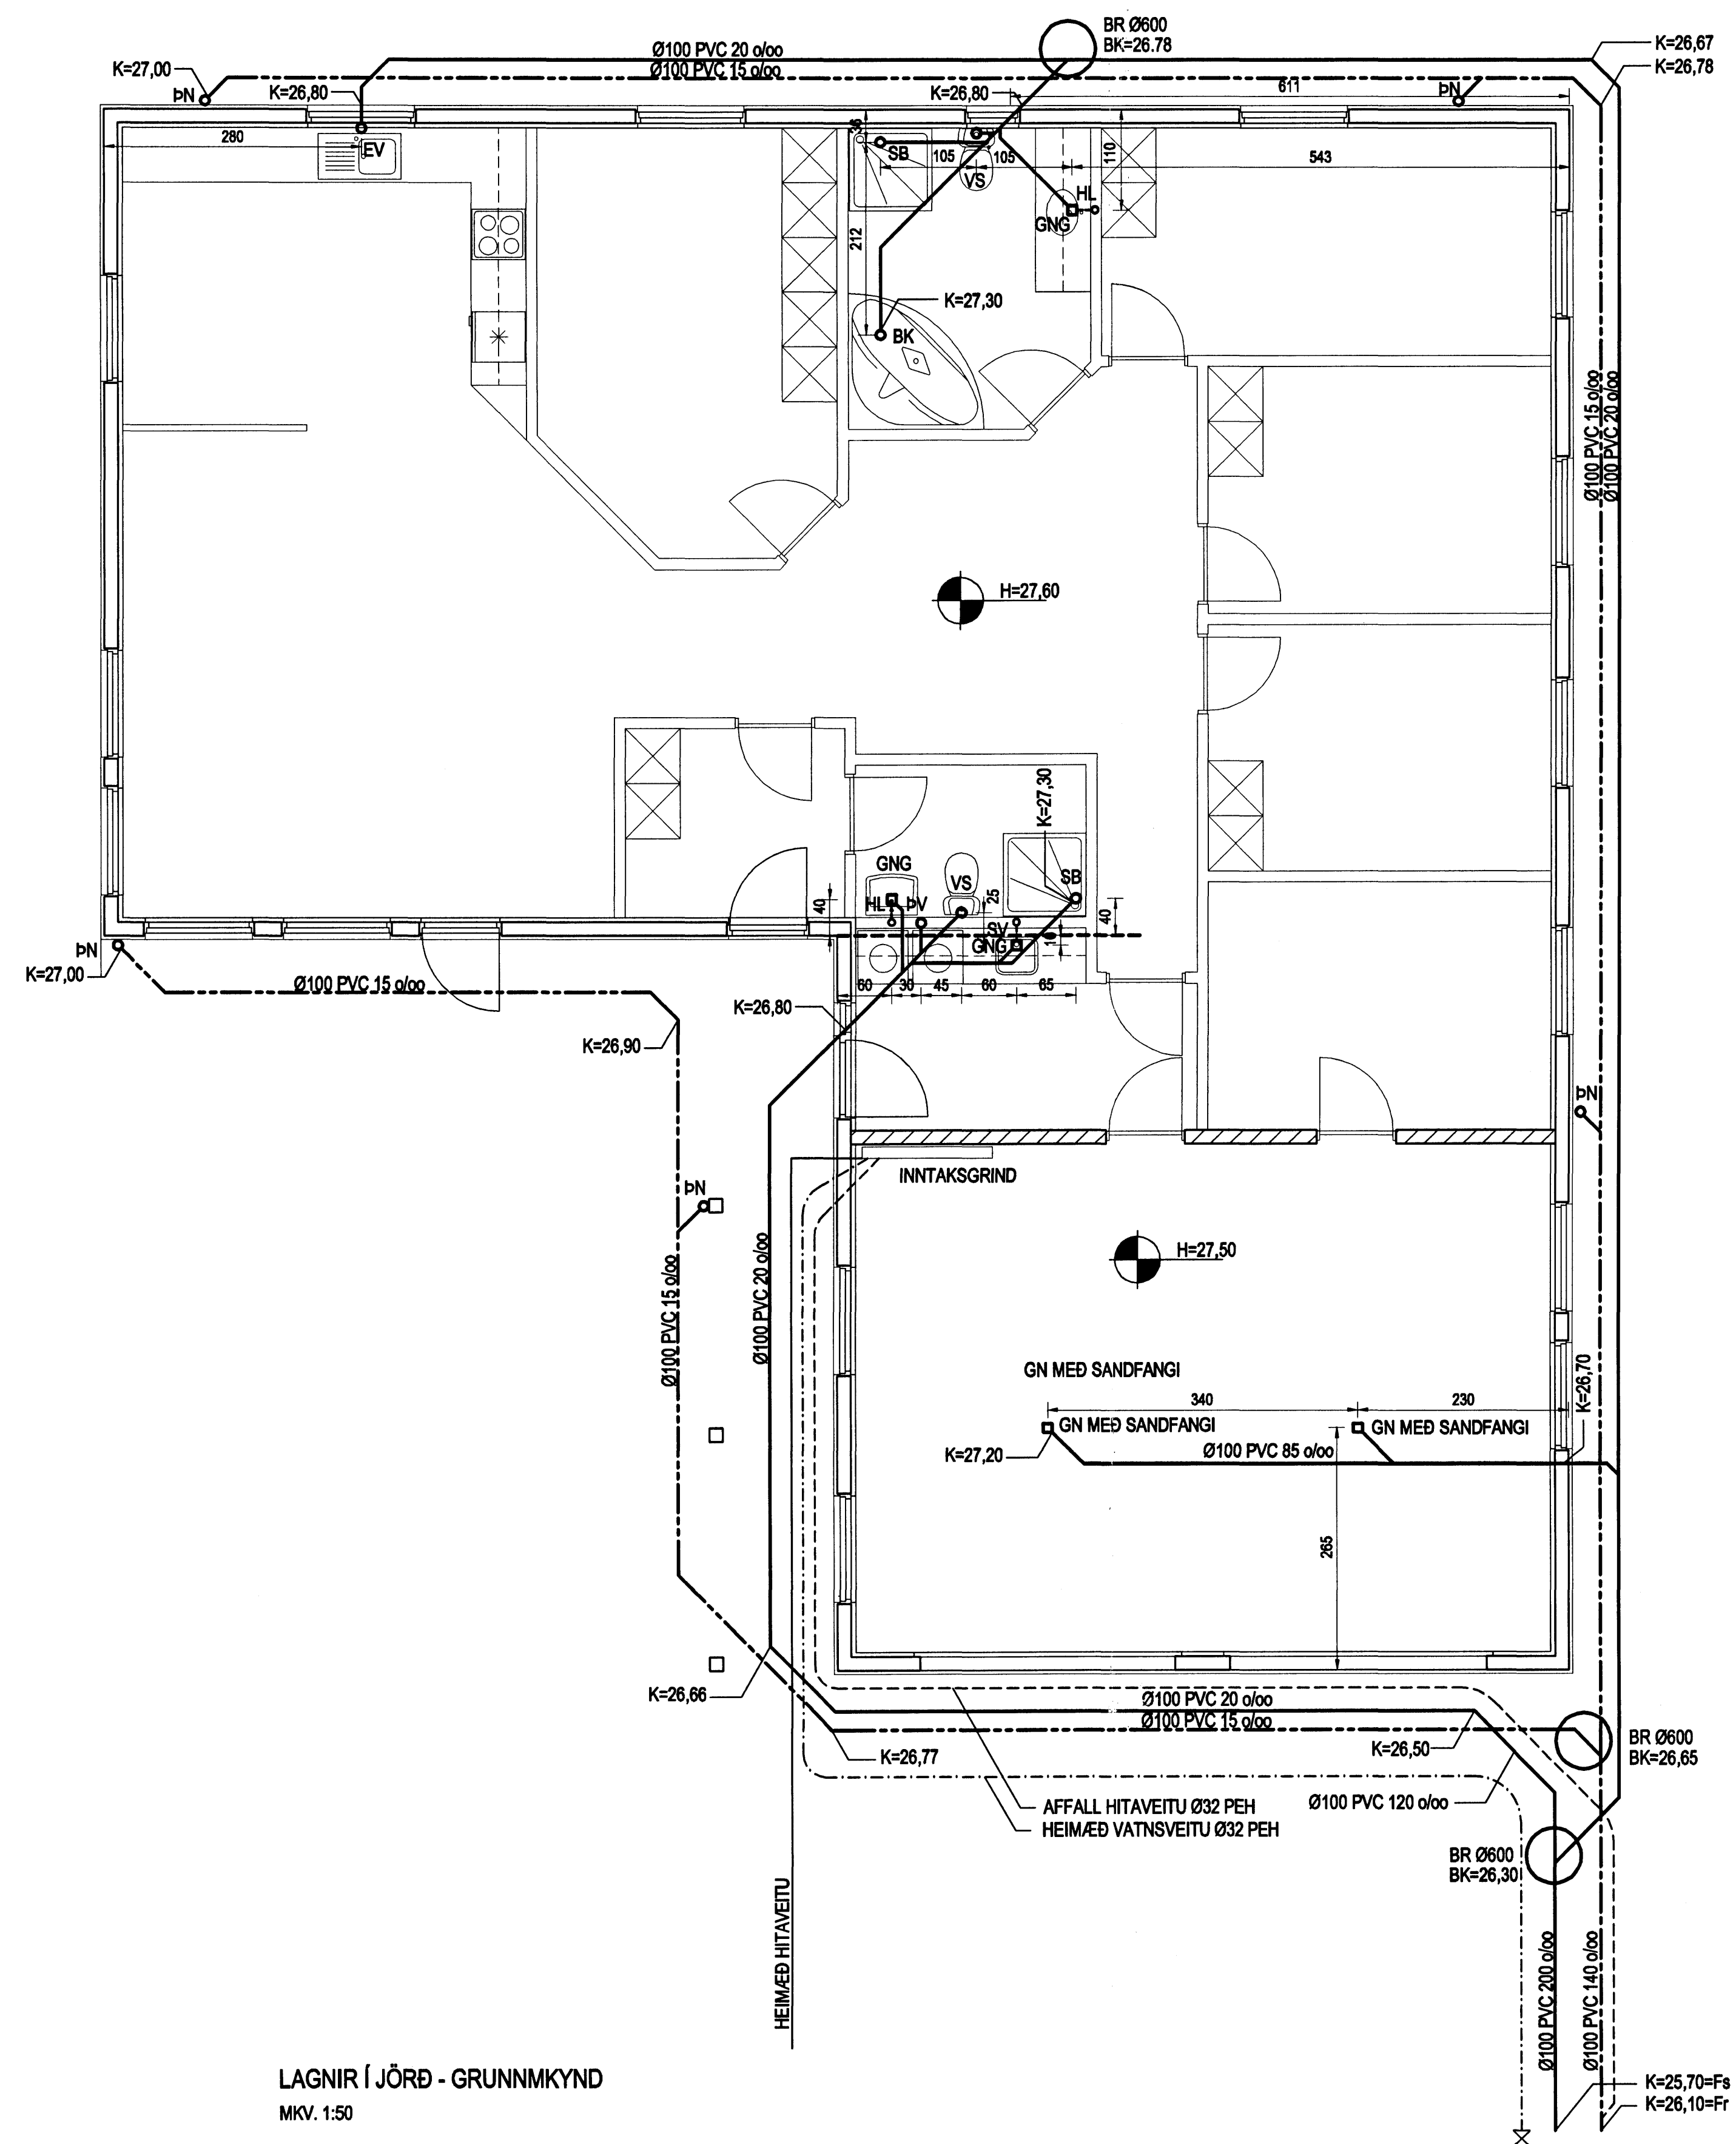 BR Ø600
BK=26.78
K=26,67
K=26,78
Ø100 PVC 20 o/oo
Ø100 PVC 15 o/oo
K=27,00
ÞN
K=26,80
K=26,80
611
ÞN
280
EV
36
SB
105
105
VS
110
543
HL
GNG
212
K=27,30
BK
Ø100 PVC 15 o/oo
Ø100 PVC 20 o/oo
H=27,60
K=27,30
GNG
VS
SB
40
HL
ÞV
25
SV
GNG
10
40
60
30
45
60
65
ÞN
K=27,00
Ø100 PVC 15 o/oo
K=26,80
K=26,90
ÞN
INNTAKSGRIND
ÞN
H=27,50
Ø100 PVC 15 o/oo
Ø100 PVC 20 o/oo
GN MEÐ SANDFANGI
340
230
K=26,70
GN MEÐ SANDFANGI
GN MEÐ SANDFANGI
K=27,20
Ø100 PVC 85 o/oo
265
K=26,66
Ø100 PVC 20 o/oo
Ø100 PVC 15 o/oo
K=26,77
K=26,50
BR Ø600
BK=26,65
AFFALL HITAVEITU Ø32 PEH
HEIMÆÐ VATNSVEITU Ø32 PEH
Ø100 PVC 120 o/oo
BR Ø600
BK=26,30
HEIMÆÐ HITAVEITU
Ø100 PVC 200 o/oo
Ø100 PVC 140 o/oo
LAGNIR Í JÖRÐ - GRUNNMKYND
MKV. 1:50
K=25,70=Fs
K=26,10=Fr